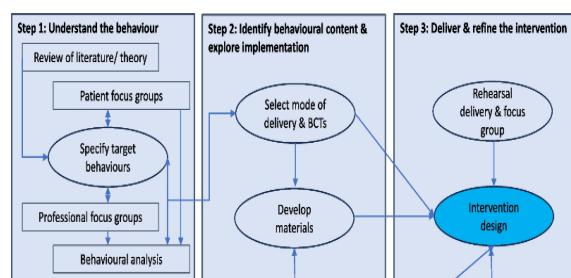 Step 1: Understand the behaviour
Review of literature/ theory
Patient focus groups
Specify target
behaviours
Professional focus groups
Behavioural analysis
Step 2: Identify behavioural content &
explore implementation
Select mode of
delivery & BCTs
Develop
materials
Step 3: Deliver & refine the intervention
Rehearsal
delivery & focus
group
Intervention
design